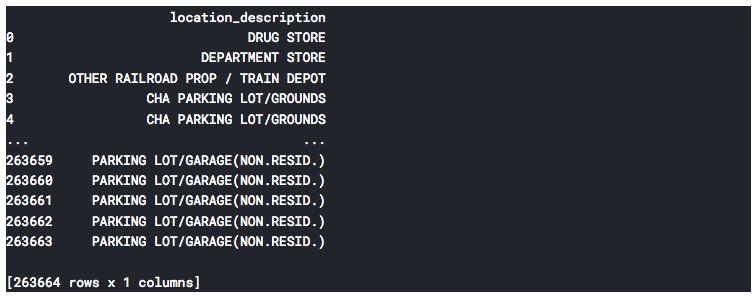 location_description
0 DRUG STORE
1 DEPARTMENT STORE
2 OTHER RAILROAD PROP / TRAIN DEPOT
3 CHA PARKING LOT/GROUNDS
4 CHA PARKING LOT/GROUNDS
... ...
263659 PARKING LOT/GARAGE(NON.RESID.)
263660 PARKING LOT/GARAGE(NON.RESID.)
263661 PARKING LOT/GARAGE(NON.RESID.)
263662 PARKING LOT/GARAGE(NON.RESID.)
263663 PARKING LOT/GARAGE(NON.RESID.)
[263664 rows x 1 columns]